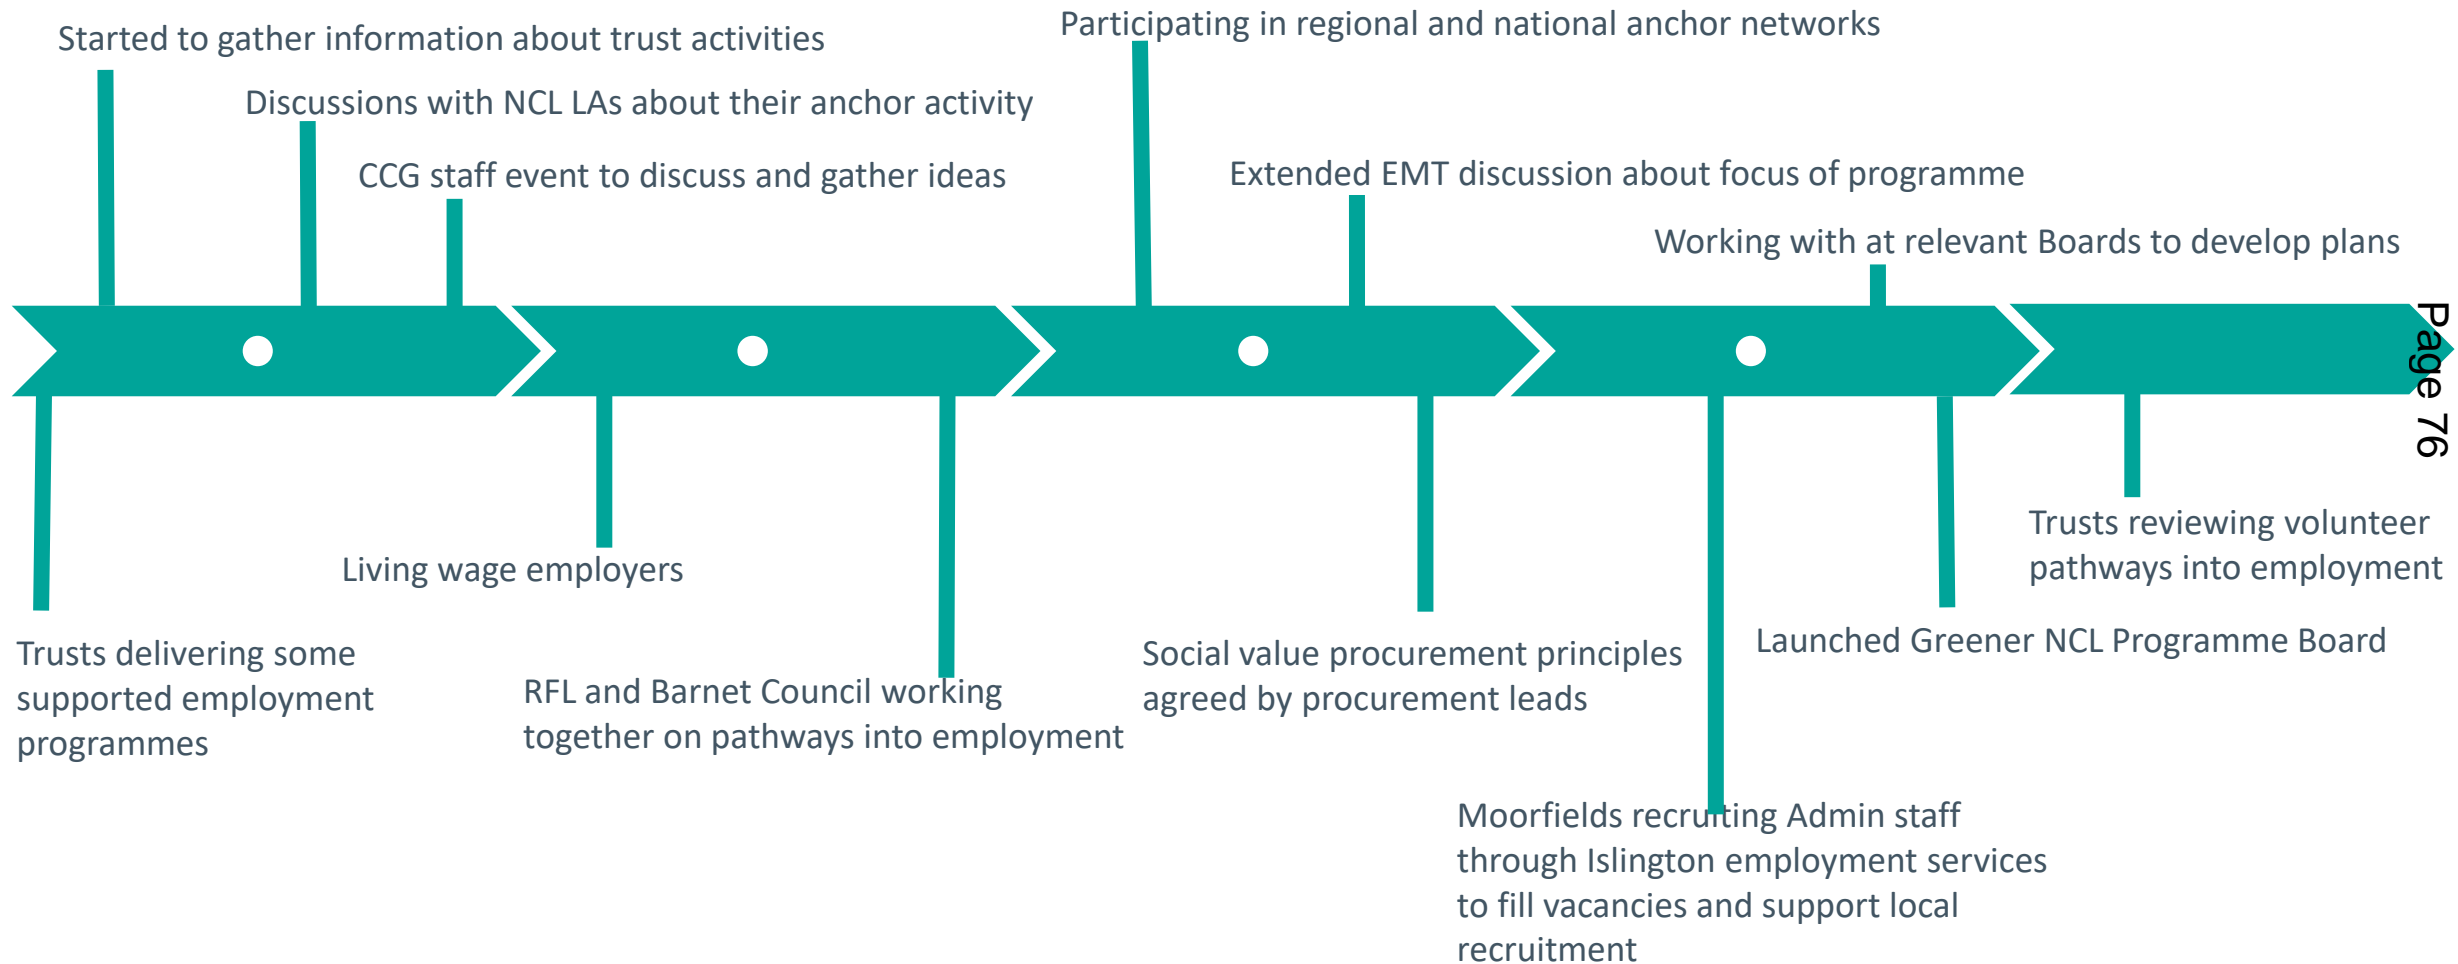 Started to gather information about trust activities
Participating in regional and national anchor networks
Discussions with NCL LAs about their anchor activity
CCG staff event to discuss and gather ideas
Extended EMT discussion about focus of programme
Working with at relevant Boards to develop plans
Page 76
Living wage employers
Trusts delivering some
supported employment
programmes
RFL and Barnet Council working
together on pathways into employment
Social value procurement principles
agreed by procurement leads
Moorfields recruiting Admin staff
through Islington employment services
to fill vacancies and support local
recruitment
Launched Greener NCL Programme Board
Trusts reviewing volunteer
pathways into employment